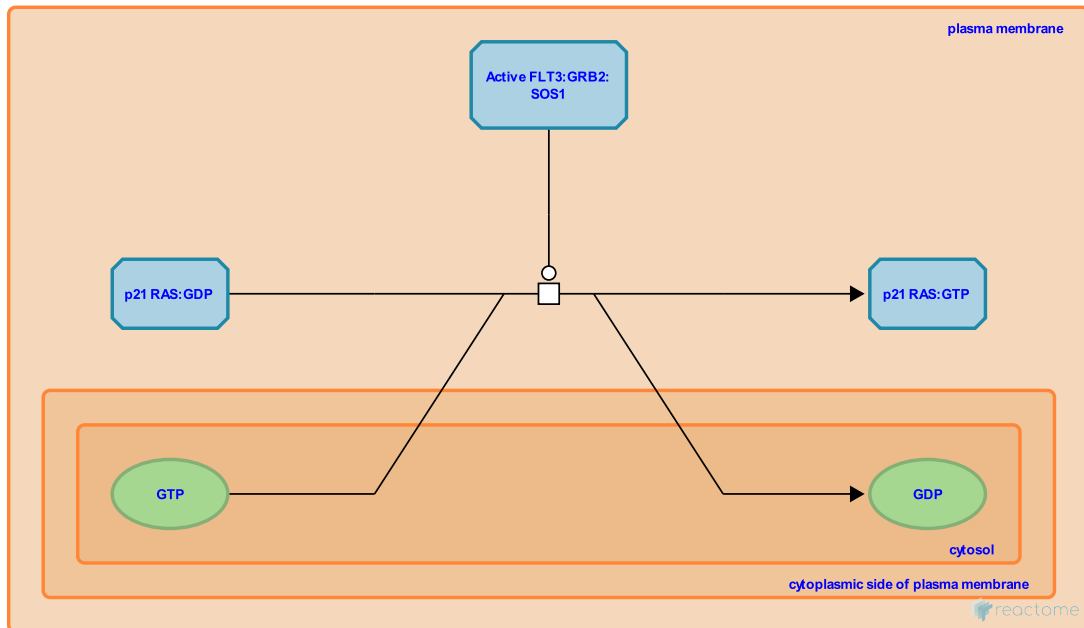 plasma membrane
Active FLT3:GRB2:
SOS1
p21 RAS:GDP
p21 RAS:GTP
GTP
GDP
cytosol
cytoplasmic side of plasma membrane
reactome